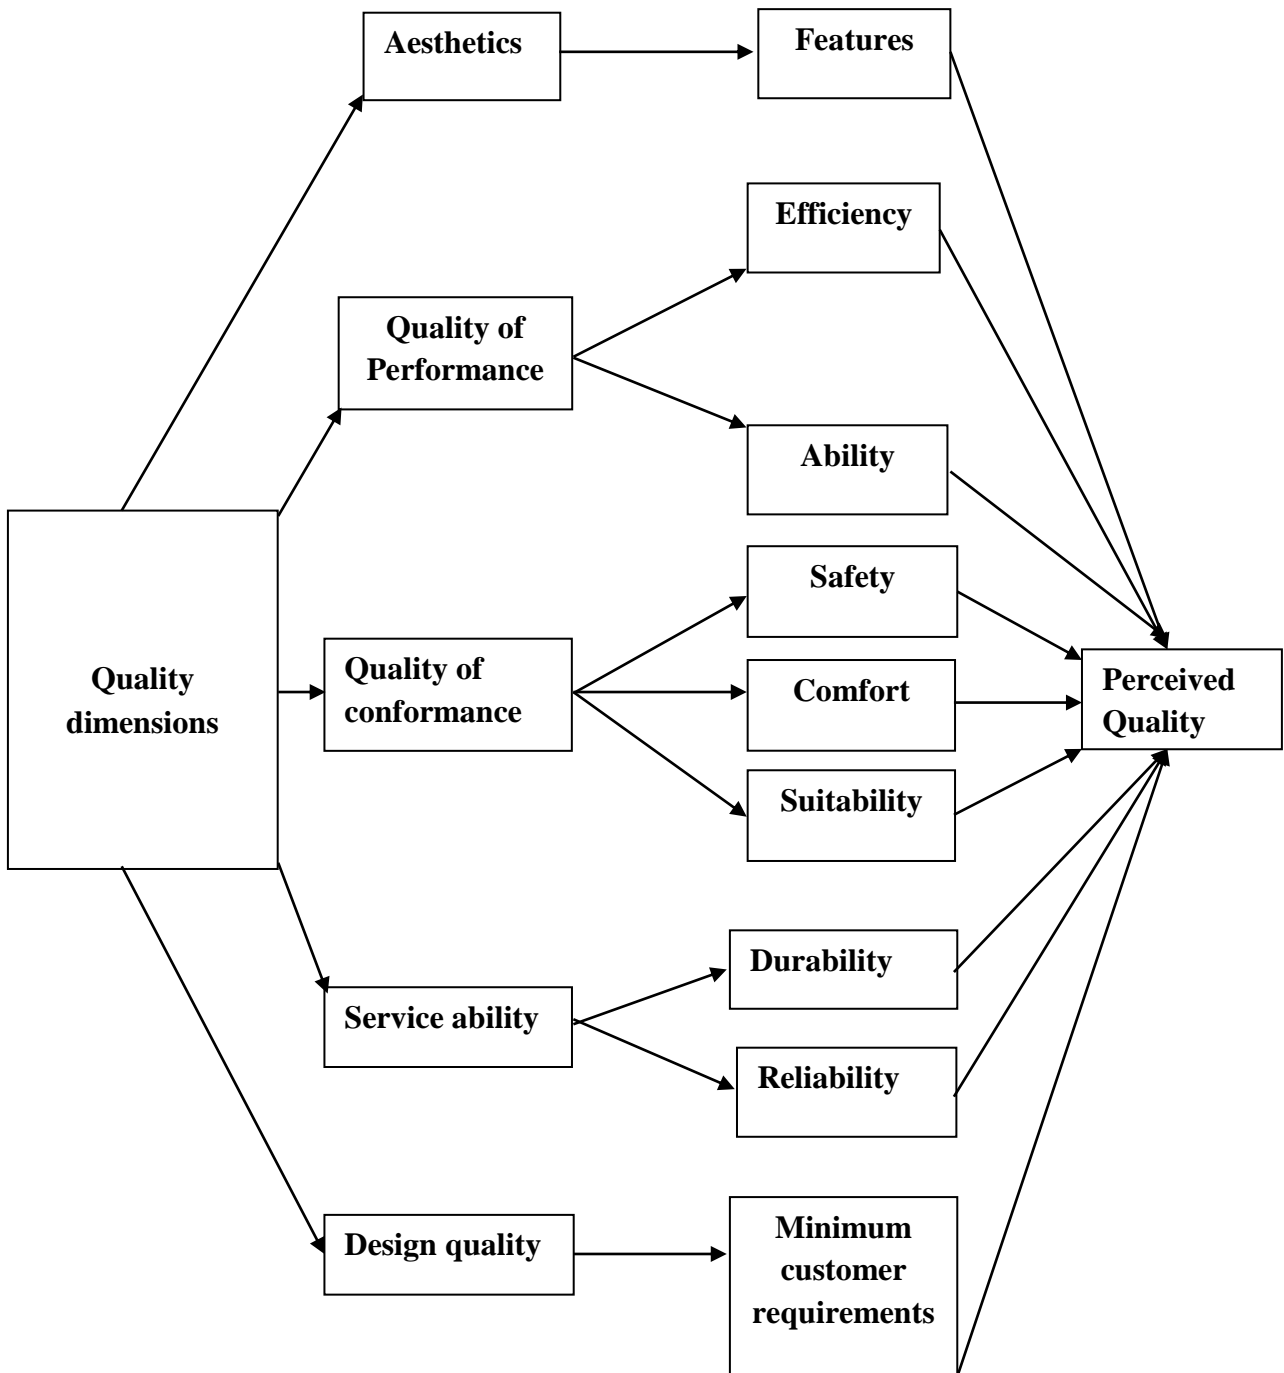 Aesthetics
Features
Efficiency
Quality of
Performance
Ability
Safety
Quality of
conformance
Quality
dimensions
Comfort
Perceived
Quality
Suitability
Durability
Service ability
Reliability
Design quality
Minimum
customer
requirements